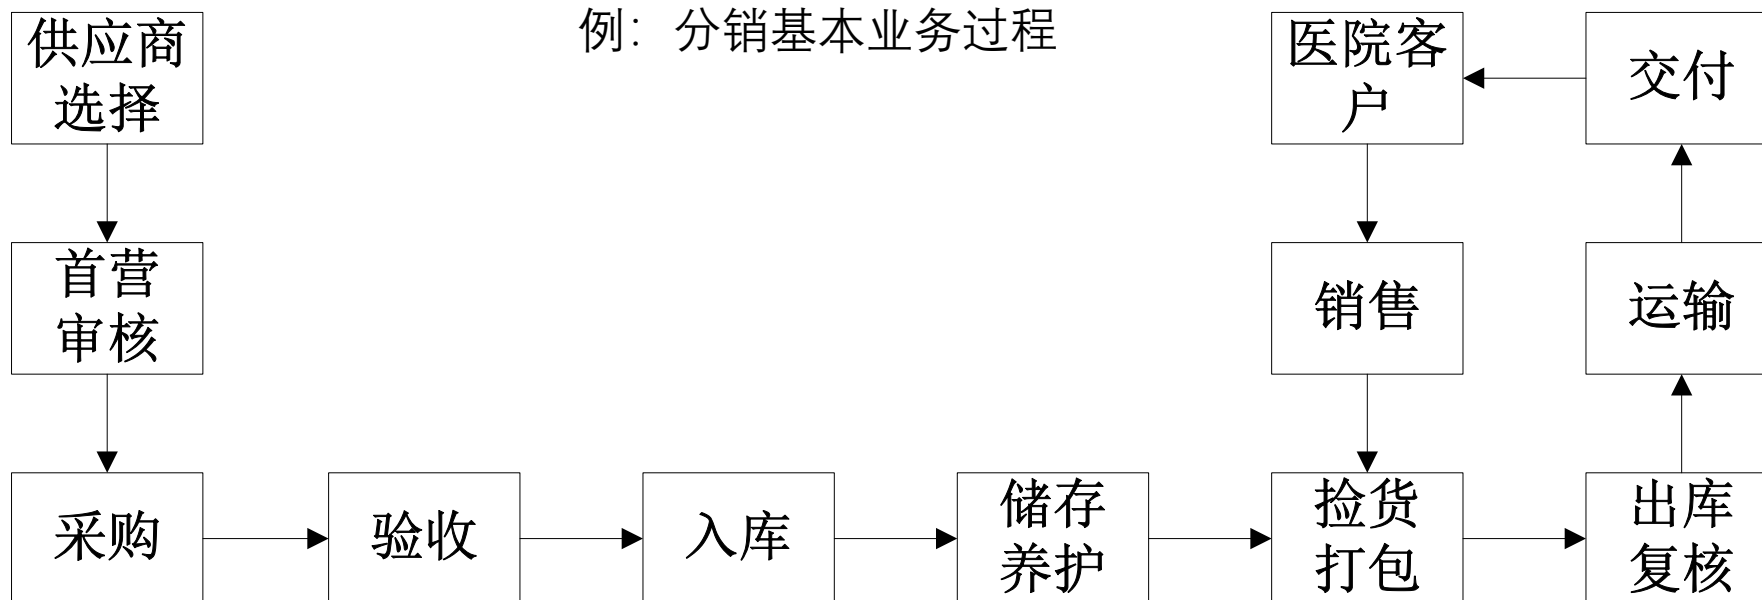 例：分销基本业务过程
供应商
选择
首营
审核
采购
验收
入库
储存
养护
捡货
打包
出库
复核
运输
交付
医院客
户
销售